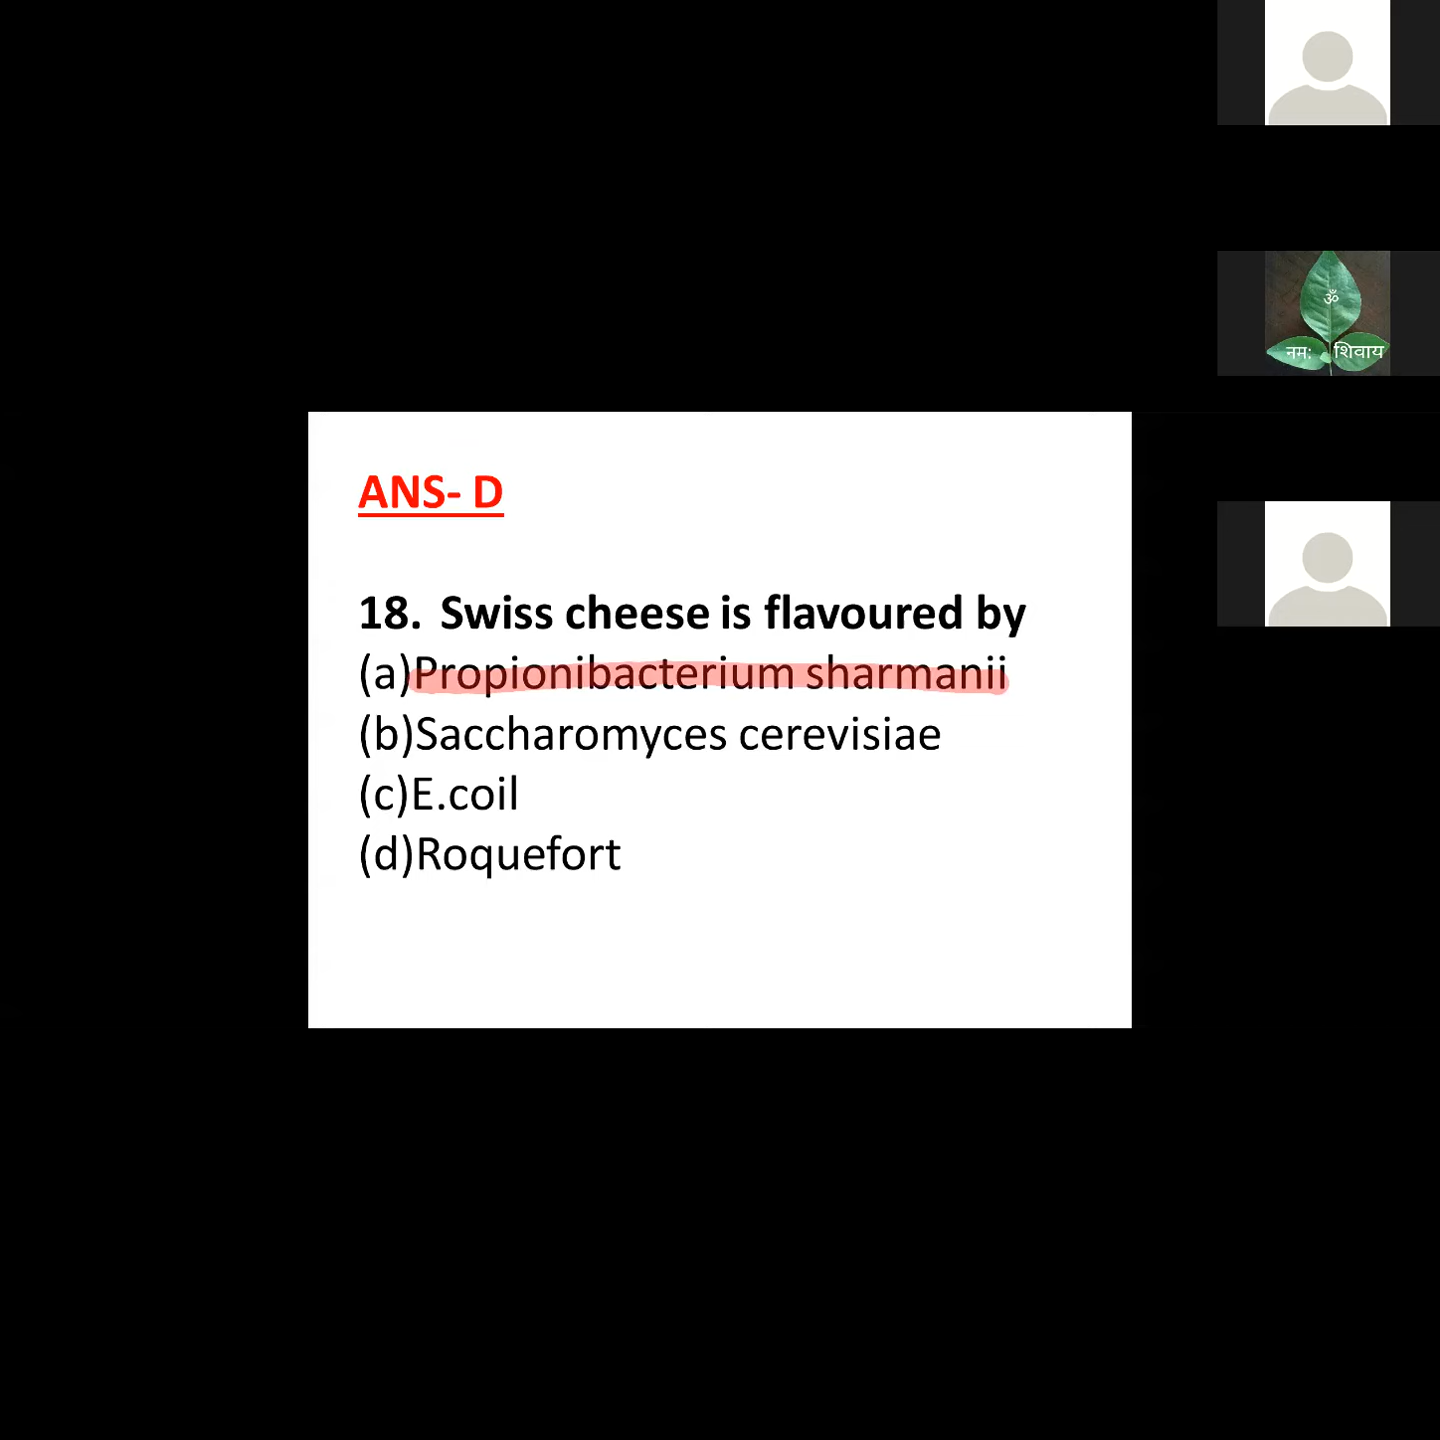 ॐ
नम: शिवाय
ANS- D
18. Swiss cheese is flavoured by
(a)Propionibacterium sharmanii
(b)Saccharomyces cerevisiae
(c)E.coil
(d)Roquefort